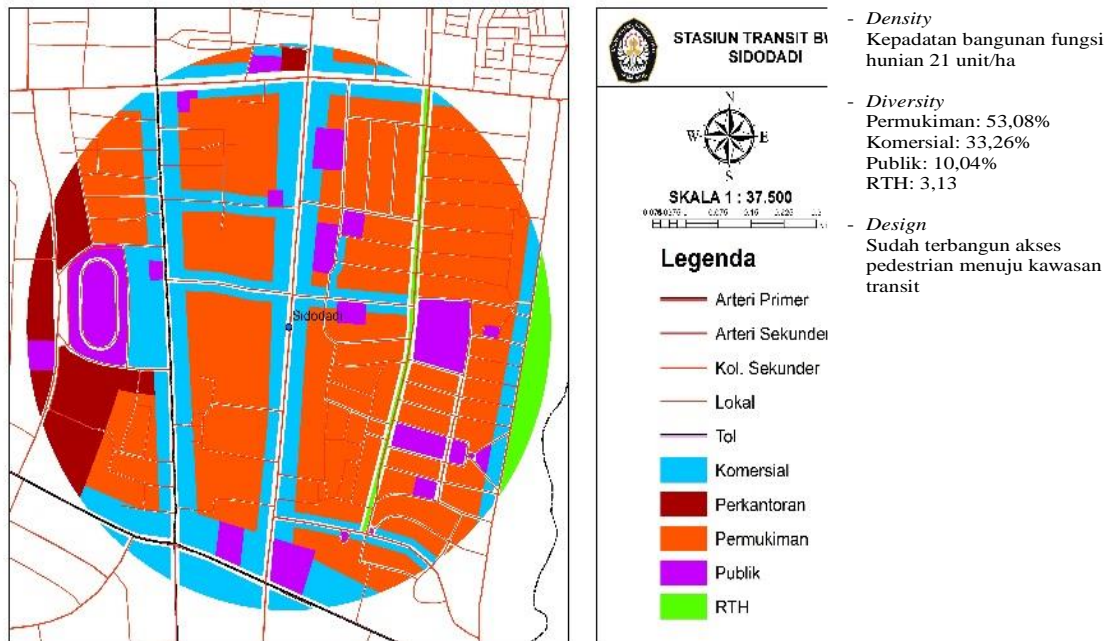 Sidodadi
STASIUN TRANSIT
SIDODADI
N
W E
S
SKALA 1 : 37.500
Legenda
Arteri Primer
Arteri Sekunder
Kol. Sekunder
Lokal
Tol
Komersial
Perkantoran
Permukiman
Publik
RTH
- Density
Kepadatan bangunan fungsi
hunian 21 unit/ha
- Diversity
Permukiman: 53,08%
Komersial: 33,26%
Publik: 10,04%
RTH: 3,13
- Design
Sudah terbangun akses
pedestrian menuju kawasan
transit